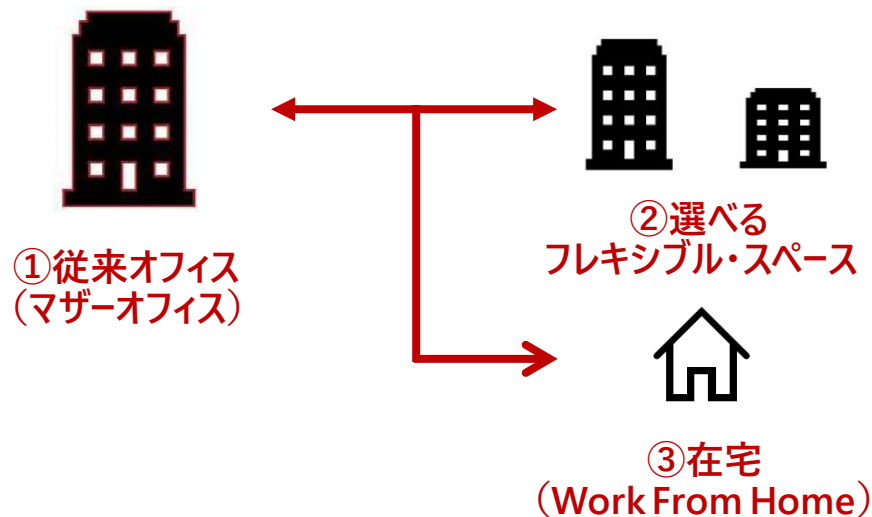 ①従来オフィス
（マザーオフィス）
②選べる
フレキシブル・スペース
③在宅
（Work From Home）